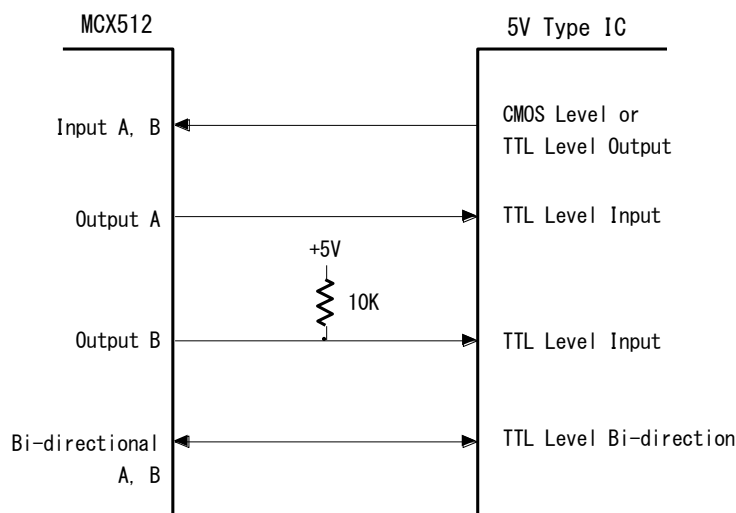 MCX512
5V Type IC
Input A, B
CMOS Level or
TTL Level Output
Output A
TTL Level Input
+5V
10K
Output B
TTL Level Input
Bi-directional
A, B
TTL Level Bi-direction